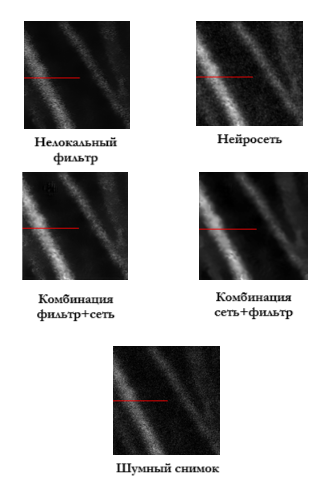 Нелокальный
фильтр
Нейросеть
Комбинация
фильтр+сеть
Комбинация
сеть+фильтр
Шумный снимок